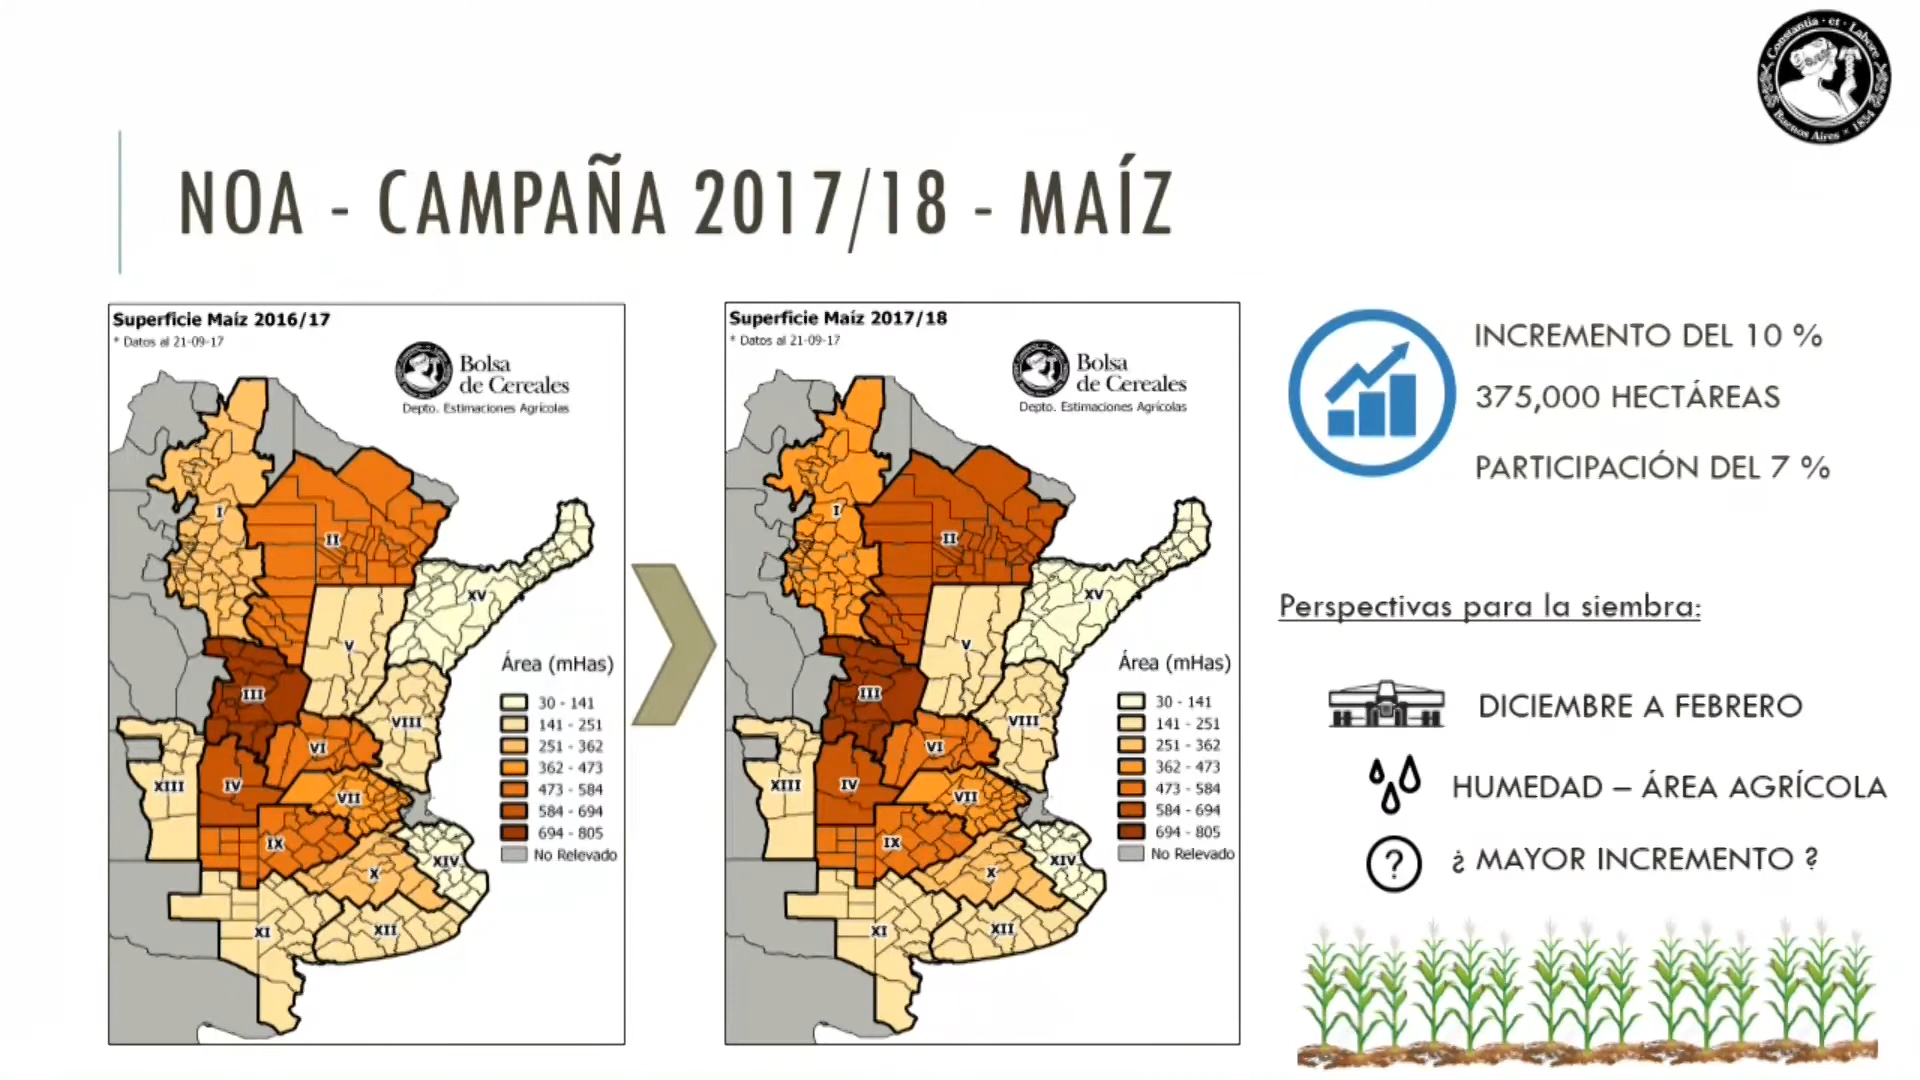 Constantia et Labore
Buenos Aires 1854
NOA - CAMPAÑA 2017/18 - MAÍZ
Superficie Maíz 2016/17
* Datos al 21-09-17
Bolsa
de Cereales
Depto. Estimaciones Agrícolas
I
II
XV
V
III
VIII
VI
XIII
IV
VII
IX
XIV
X
XI
XII
Área (mHas)
30 - 141
141 - 251
251 - 362
362 - 473
473 - 584
584 - 694
694 - 805
No Relevado
Superficie Maíz 2017/18
* Datos al 21-09-17
Bolsa
de Cereales
Depto. Estimaciones Agrícolas
I
II
XV
V
III
VIII
VI
XIII
IV
VII
IX
XIV
X
XI
XII
Área (mHas)
30 - 141
141 - 251
251 - 362
362 - 473
473 - 584
584 - 694
694 - 805
No Relevado
INCREMENTO DEL 10 %
375,000 HECTÁREAS
PARTICIPACIÓN DEL 7 %
Perspectivas para la siembra:
DICIEMBRE A FEBRERO
HUMEDAD – ÁREA AGRÍCOLA
?
¿ MAYOR INCREMENTO ?